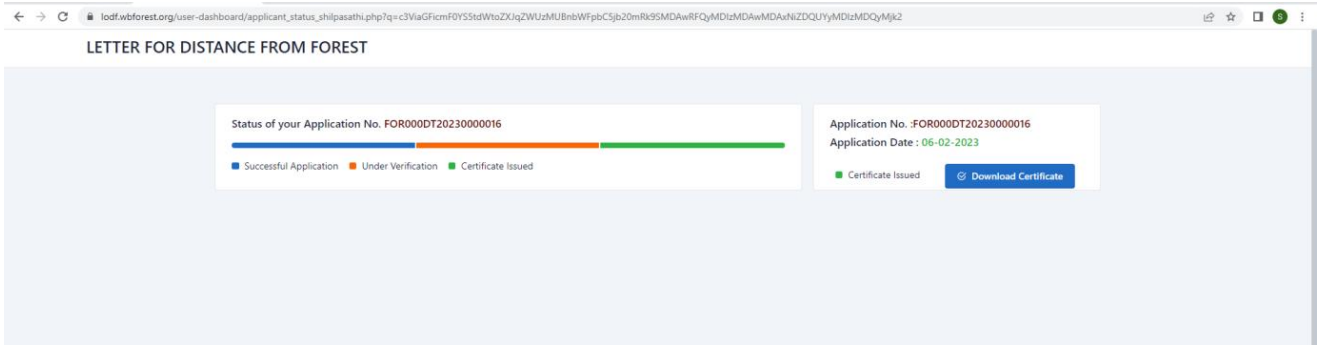 lodf.wbforest.org/user-dashboard/applicant_status_shilpasathi.php?q=c3ViaGFicmF0YS5tdWtoZXJqZWUzMUBnbWFpbC5jb20mRk9SMDAwRFQyMDIzMDAwMDAxNiZDQUYyMDIzMDQyMjk2
S
LETTER FOR DISTANCE FROM FOREST
Status of your Application No. FOR000DT20230000016
Successful Application Under Verification Certificate Issued
Application No. :FOR000DT20230000016
Application Date : 06-02-2023
Certificate Issued Download Certificate